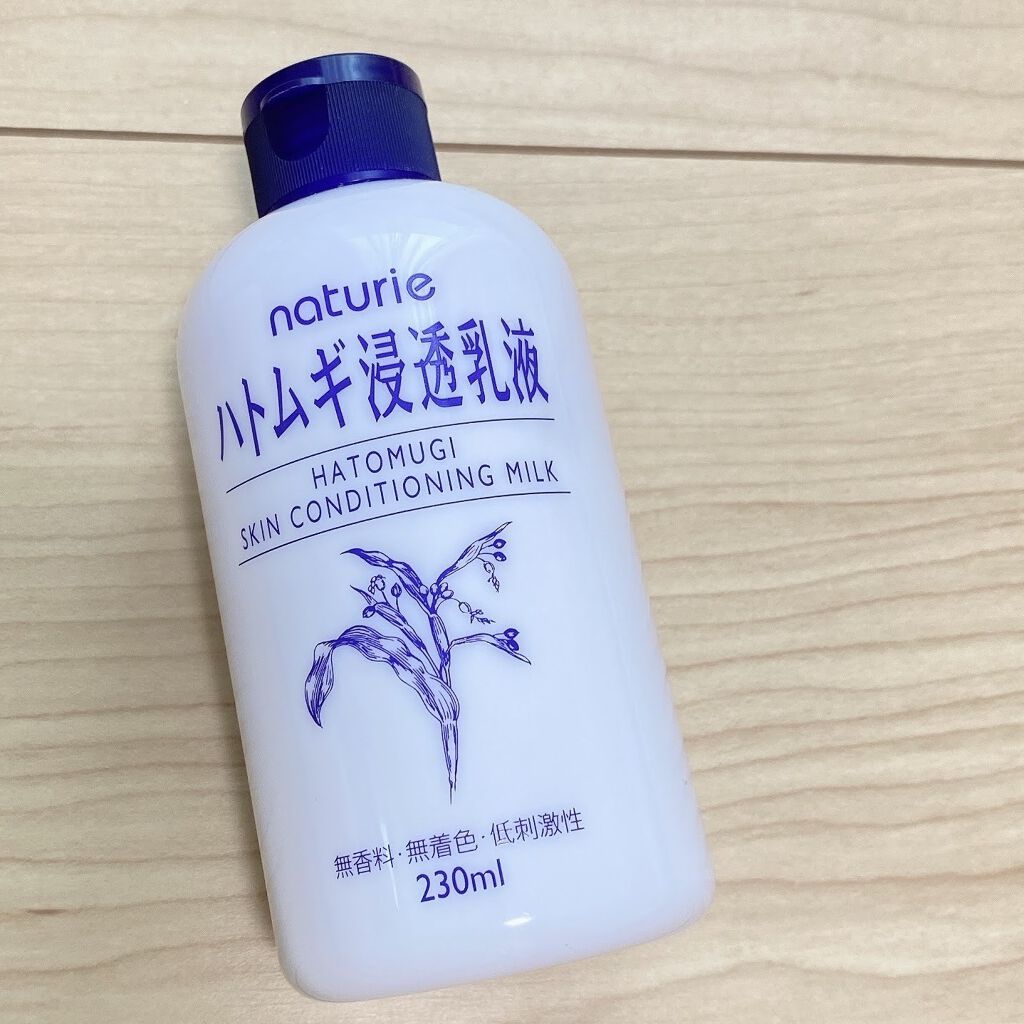 naturie
ハトムギ浸透乳液
HATOMUGI
SKIN CONDITIONING MILK
無香料・無着色・低刺激性
230ml